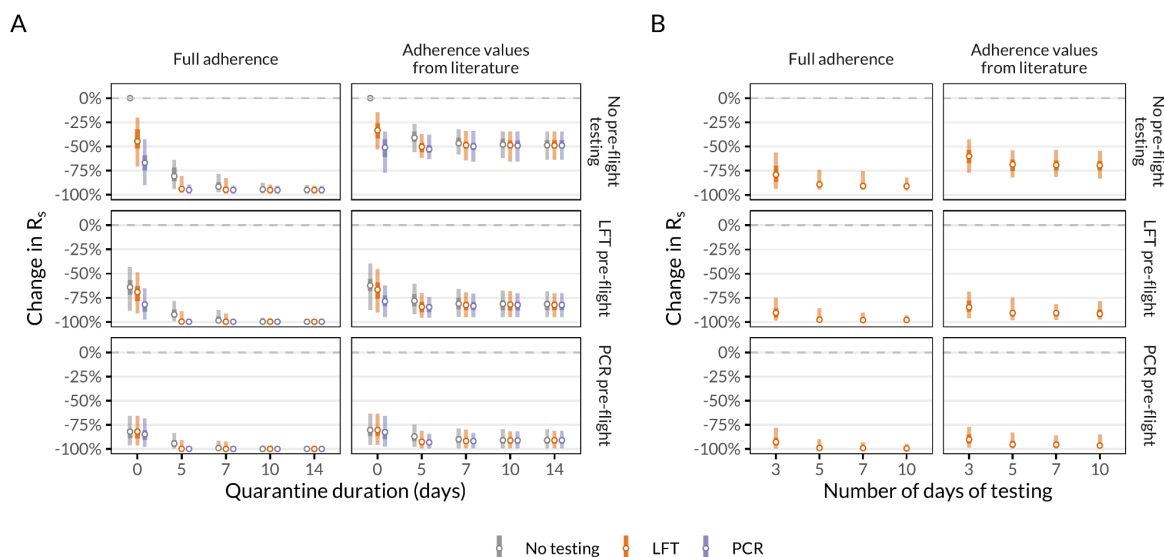 A
B
Full adherence
Adherence values
from literature
Full adherence
Adherence values
from literature
0%
-25%
-50%
-75%
-100%
No pre-flight
testing
0%
-25%
-50%
-75%
-100%
No pre-flight
testing
0%
-25%
-50%
-75%
-100%
LFT pre-flight
0%
-25%
-50%
-75%
-100%
LFT pre-flight
0%
-25%
-50%
-75%
-100%
PCR pre-flight
0%
-25%
-50%
-75%
-100%
PCR pre-flight
Change in Rs
Change in Rs
0 5 7 10 14
0 5 7 10 14
3 5 7 10
3 5 7 10
Quarantine duration (days)
Number of days of testing
No testing LFT PCR